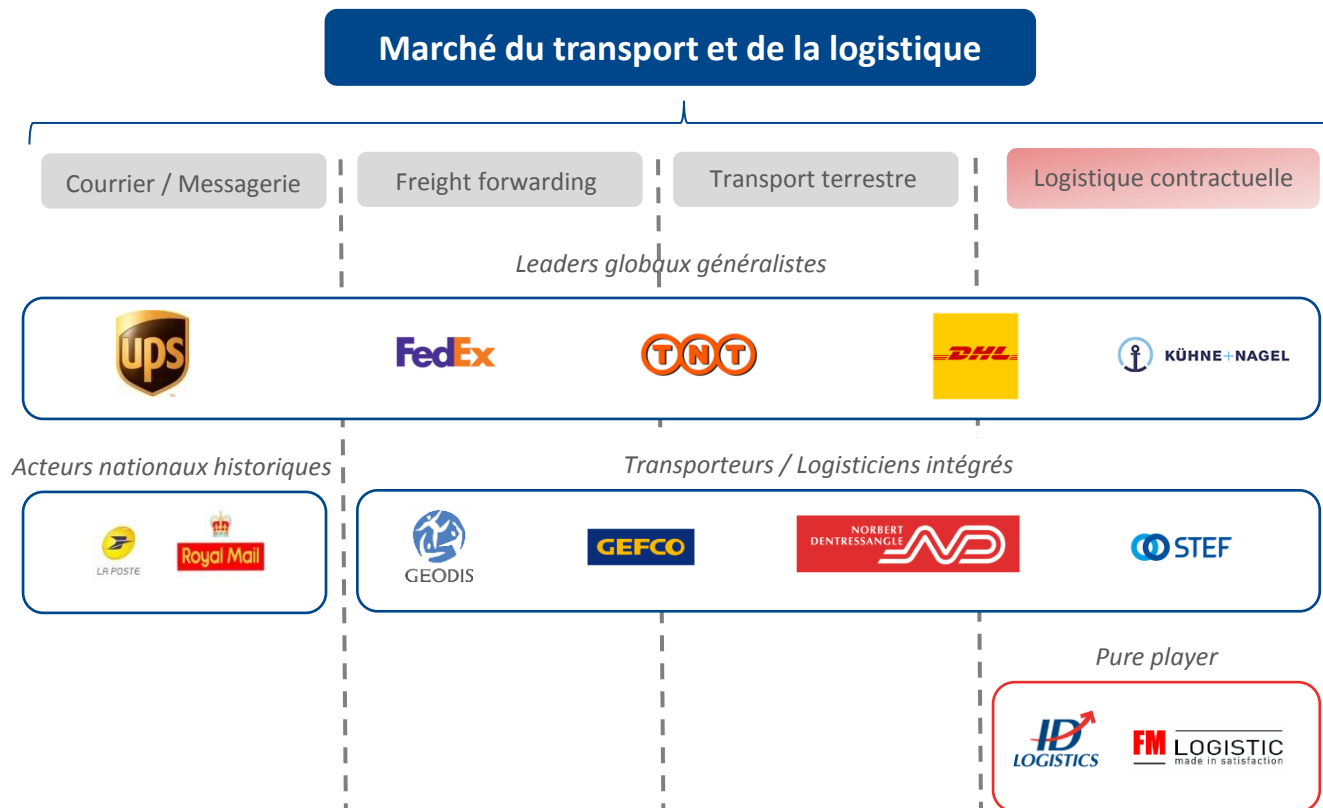 Marché du transport et de la logistique
Courrier / Messagerie
Freight forwarding
Transport terrestre
Logistique contractuelle
Leaders globaux généralistes
ups
FedEx
TNT
DHL
KÜHNE+NAGEL
Acteurs nationaux historiques
Transporteurs / Logisticiens intégrés
LA POSTE
Royal Mail
GEODIS
GEFCO
NORBERT
DENTRESSANGLE
ND
STEF
Pure player
ID
LOGISTICS
FM LOGISTIC
made in satisfaction